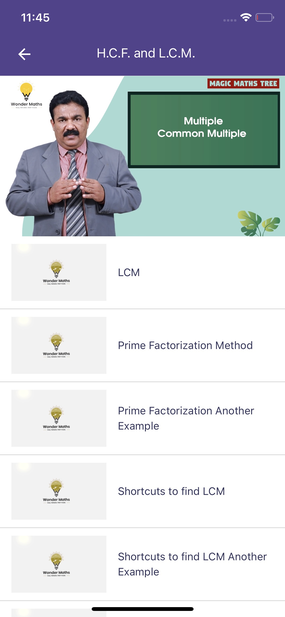 11:45
H.C.F. and L.C.M.
Wonder Maths
MAGIC MATHS TREE
Multiple
Common Multiple
Wonder Maths
LCM
Wonder Maths
Prime Factorization Method
Wonder Maths
Prime Factorization Another
Example
Wonder Maths
Shortcuts to find LCM
Wonder Maths
Shortcuts to find LCM Another
Example